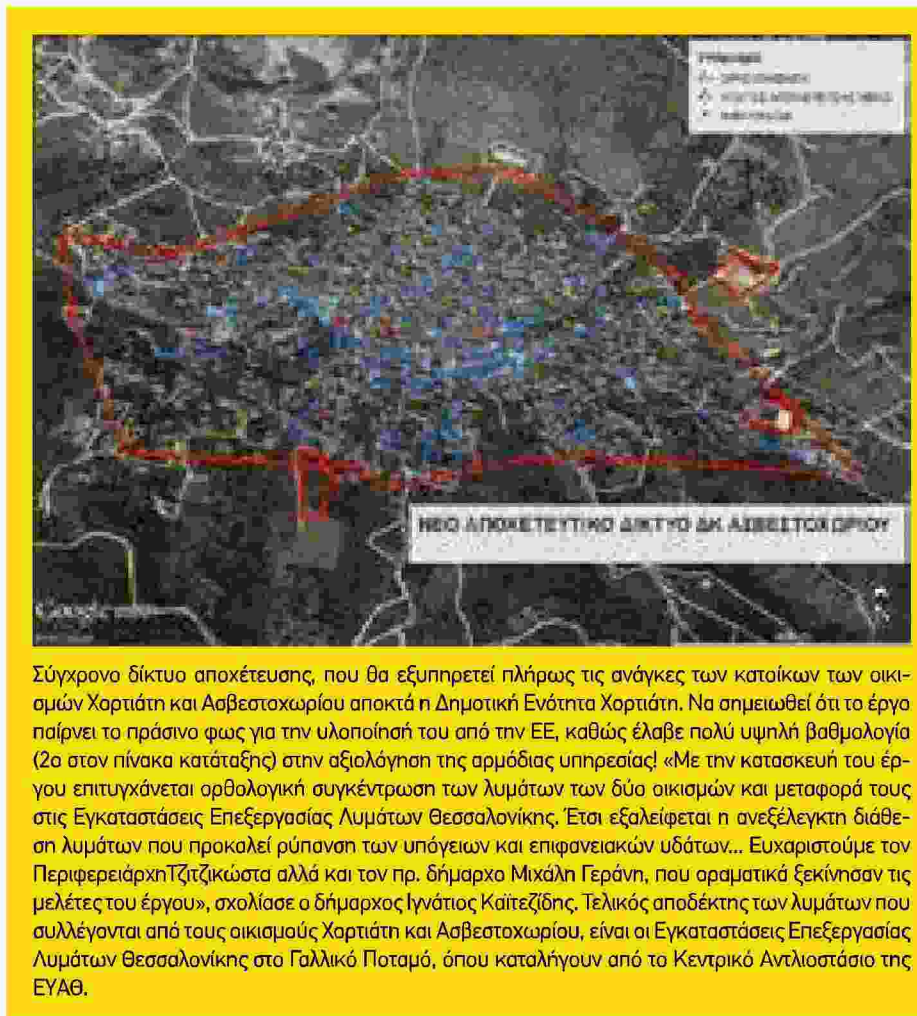 ΝΕΟ ΑΠΟΧΕΤΕΥΤΙΚΟ ΔΙΚΤΥΟ ΔΚ ΑΣΒΕΣΤΟΧΩΡΙΟΥ
Σύγχρονο δίκτυο αποχέτευσης, που θα εξυπηρετεί πλήρως τις ανάγκες των κατοίκων των οικι-
σμών Χορτιάτη και Ασβεστοχωρίου αποκτά η Δημοτική Ενότητα Χορτιάτη. Να σημειωθεί ότι το έργο
παίρνει το πράσινο φως για την υλοποίησή του από την ΕΕ, καθώς έλαβε πολύ υψηλή βαθμολογία
(2ο στον πίνακα κατάταξης) στην αξιολόγηση της αρμόδιας υπηρεσίας! «Με την κατασκευή του έρ-
γου επιτυγχάνεται ορθολογική συγκέντρωση των λυμάτων των δύο οικισμών και μεταφορά τους
στις Εγκαταστάσεις Επεξεργασίας Λυμάτων Θεσσαλονίκης. Έτσι εξαλείφεται η ανεξέλεγκτη διάθε-
ση λυμάτων που προκαλεί ρύπανση των υπόγειων και επιφανειακών υδάτων... Ευχαριστούμε τον
ΠεριφερειάρχηΤζιτζικώστα αλλά και τον πρ. δήμαρχο Μιχάλη Γεράνη, που οραματικά ξεκίνησαν τις
μελέτες του έργου», σχολίασε ο δήμαρχος Ιγνάτιος Καϊτεζίδης. Τελικός αποδέκτης των λυμάτων που
συλλέγονται από τους οικισμούς Χορτιάτη και Ασβεστοχωρίου, είναι οι Εγκαταστάσεις Επεξεργασίας
Λυμάτων Θεσσαλονίκης στο Γαλλικό Ποταμό, όπου καταλήγουν από το Κεντρικό Αντλιοστάσιο της
ΕΥΑΘ.